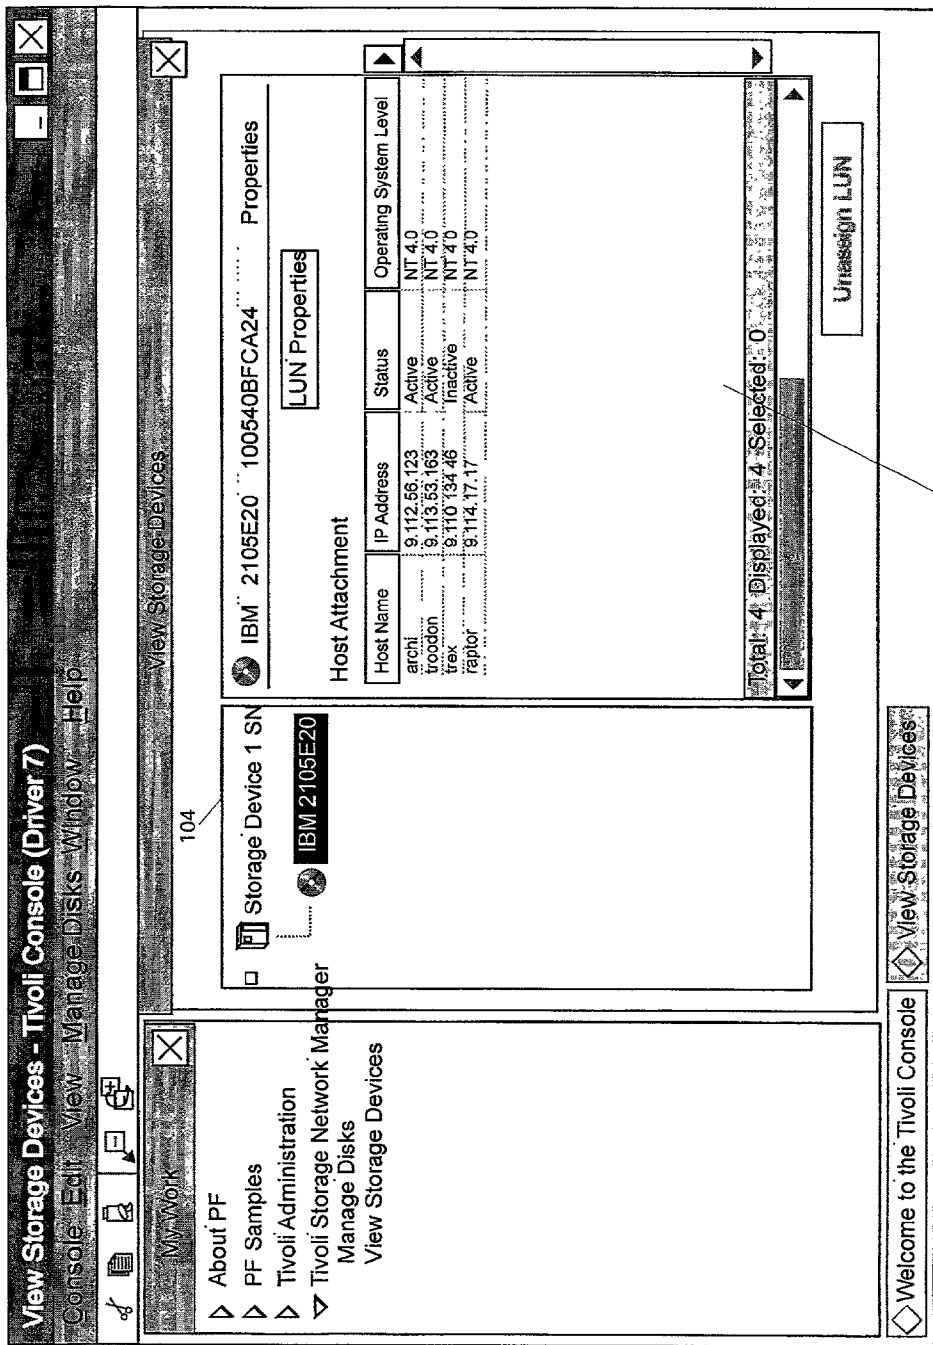 View Storage Devices - Tivoli Console (Driver 7)
Console Edit View Manage Disks Window Help
My Work
About PF
PF Samples
Tivoli Administration
Tivoli Storage Network Manager
Manage Disks
View Storage Devices
View Storage Devices
104
Storage Device 1 SN
IBM 2105E20
IBM 2105E20 100540BFCA24 Properties
LUN Properties
Host Attachment
Host Name IP Address Status Operating System Level
archi 9.112.56.123 Active NT 4.0
troodon 9.113.53.163 Active NT 4.0
trex 9.110 134 46 Inactive NT 4.0
raptor 9.114.17.17 Active NT 4.0
Total: 4 Displayed: 4 Selected: 0
Unassign LUN
Welcome to the Tivoli Console
View Storage Devices